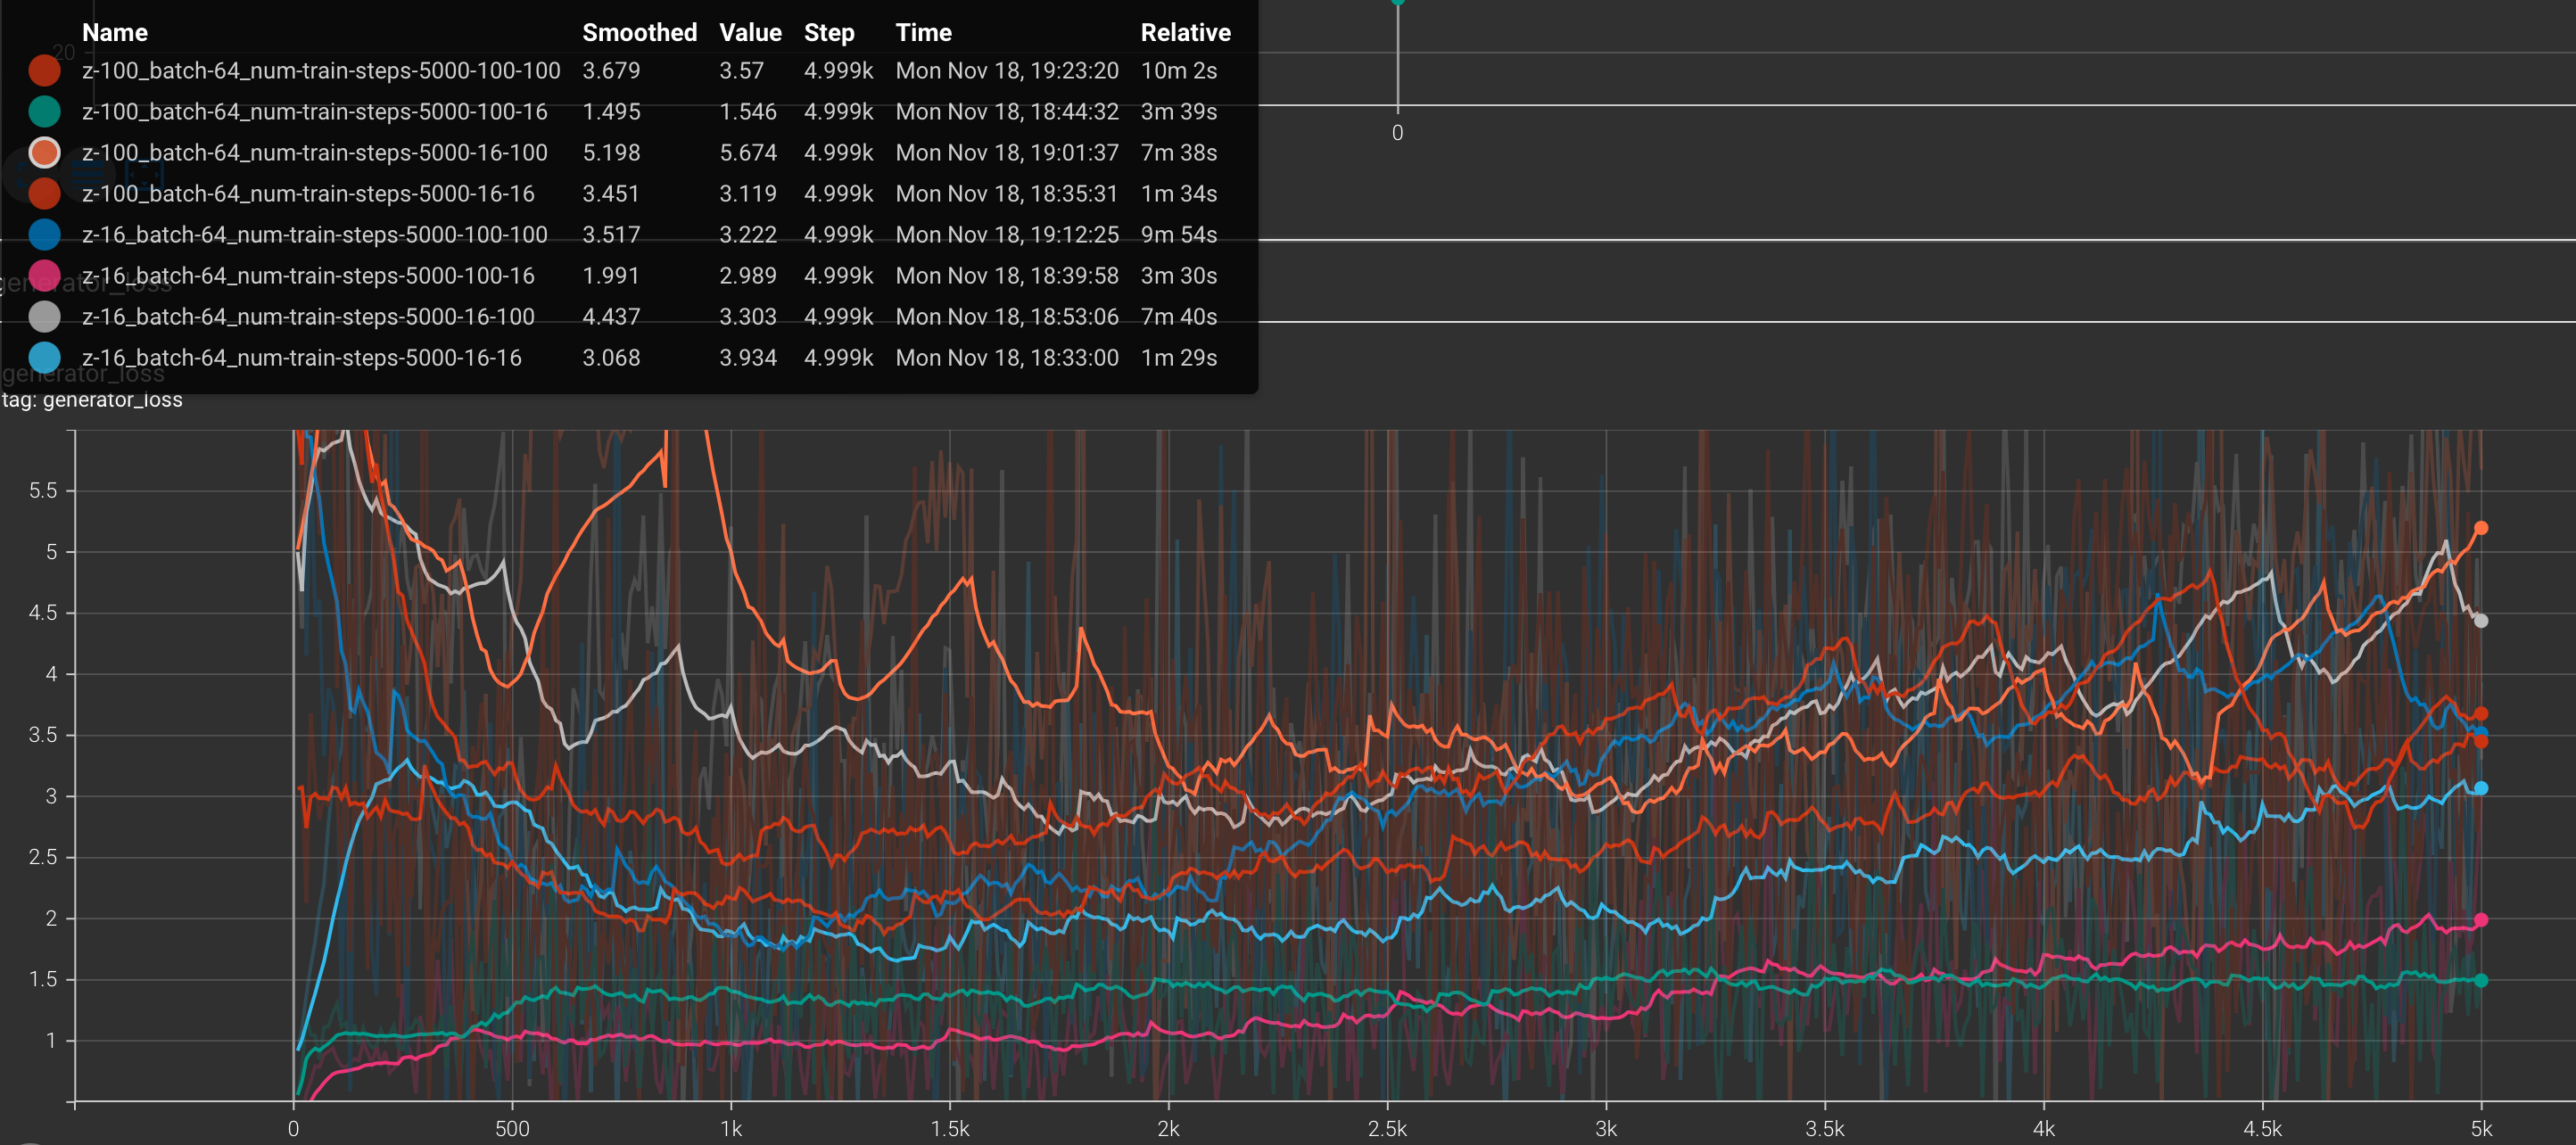 Name Smoothed Value Step Time Relative
20
z-100_batch-64_num-train-steps-5000-100-100 3.679 3.57 4.999k Mon Nov 18, 19:23:20 10m 2s
z-100_batch-64_num-train-steps-5000-100-16 1.495 1.546 4.999k Mon Nov 18, 18:44:32 3m 39s
0
z-100_batch-64_num-train-steps-5000-16-100 5.198 5.674 4.999k Mon Nov 18, 19:01:37 7m 38s
z-100_batch-64_num-train-steps-5000-16-16 3.451 3.119 4.999k Mon Nov 18, 18:35:31 1m 34s
z-16_batch-64_num-train-steps-5000-100-100 3.517 3.222 4.999k Mon Nov 18, 19:12:25 9m 54s
z-16_batch-64_num-train-steps-5000-100-16 1.991 2.989 4.999k Mon Nov 18, 18:39:58 3m 30s
generator_loss
z-16_batch-64_num-train-steps-5000-16-100 4.437 3.303 4.999k Mon Nov 18, 18:53:06 7m 40s
z-16_batch-64_num-train-steps-5000-16-16 3.068 3.934 4.999k Mon Nov 18, 18:33:00 1m 29s
generator_loss
tag: generator_loss
5.5
5
4.5
4
3.5
3
2.5
2
1.5
1
0 500 1k 1.5k 2k 2.5k 3k 3.5k 4k 4.5k 5k